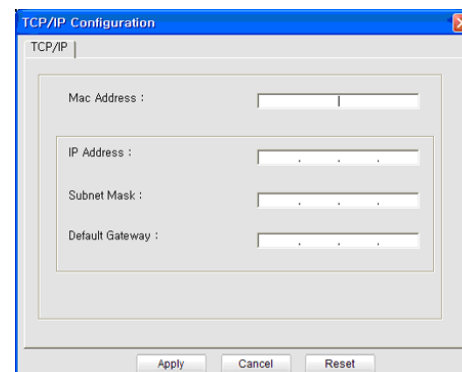 TCP/IP Configuration
TCP/IP
Mac Address :
IP Address :
. . .
Subnet Mask :
. . .
Default Gateway :
. . .
Apply Cancel Reset